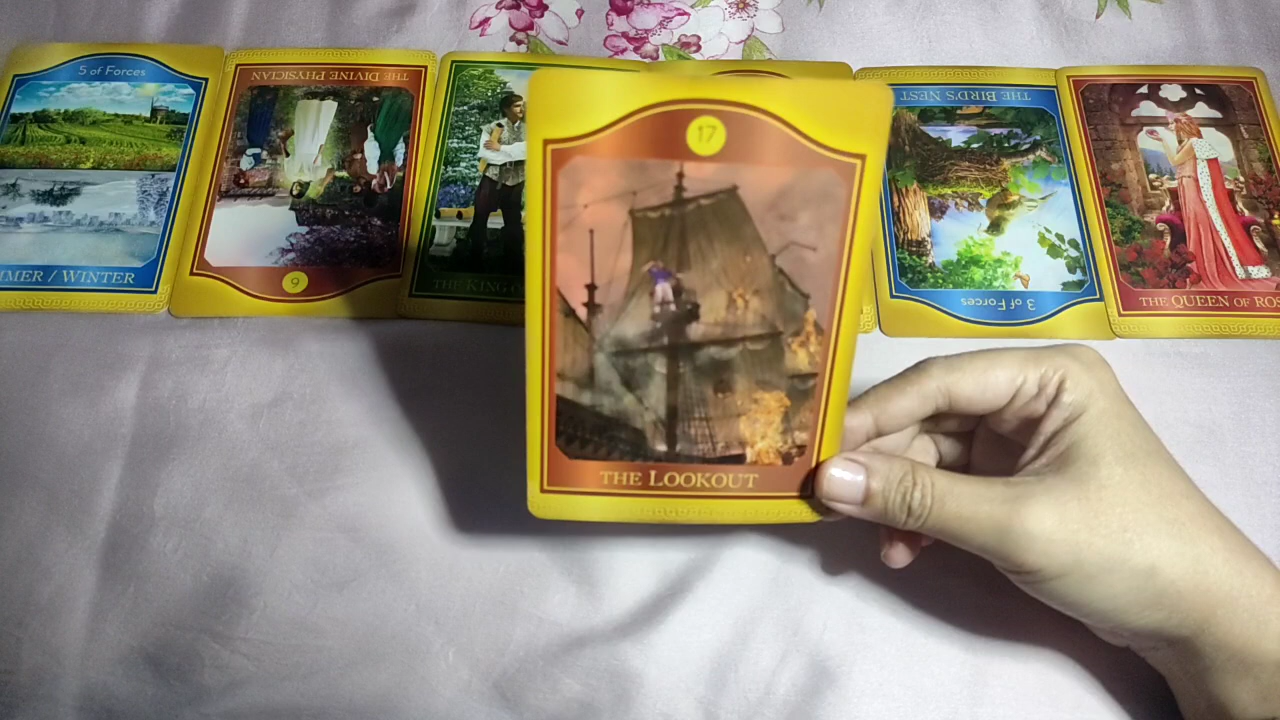 5 of Forces
MER / WINTER
THE DIVINE PHYSICIAN
9
THE KING O
17
THE LOOKOUT
THE BIRD'S NEST
3 of Forces
THE QUEEN OF ROS